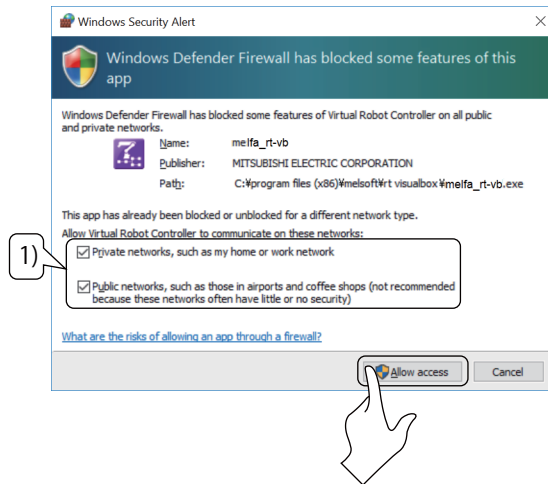 Windows Security Alert
Windows Defender Firewall has blocked some features of this
app
Windows Defender Firewall has blocked some features of Virtual Robot Controller on all public
and private networks.
Name: melfa_rt-vb
Publisher: MITSUBISHI ELECTRIC CORPORATION
Path: C:¥program files (x86)¥melsoft¥rt visualbox¥melfa_rt-vb.exe
This app has already been blocked or unblocked for a different network type.
Allow Virtual Robot Controller to communicate on these networks:
1)
Private networks, such as my home or work network
Public networks, such as those in airports and coffee shops (not recommended
because these networks often have little or no security)
What are the risks of allowing an app through a firewall?
Allow access Cancel